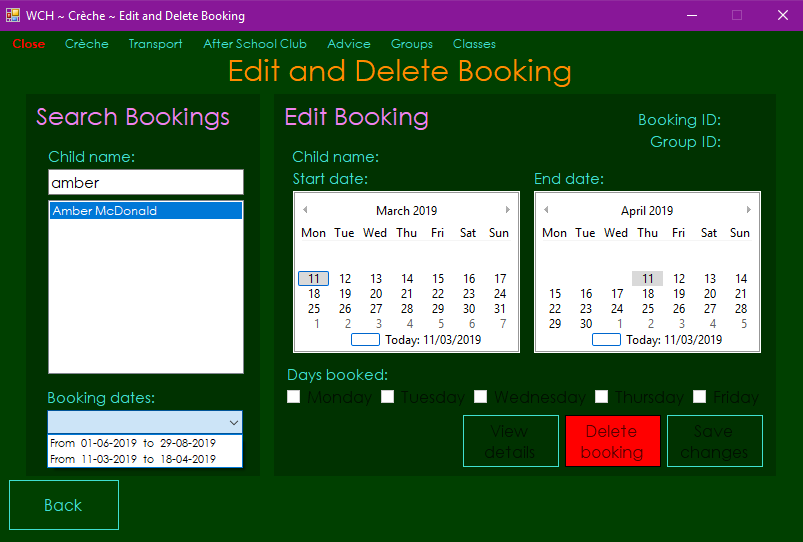 WCH ~ Crèche ~ Edit and Delete Booking
Close Crèche Transport After School Club Advice Groups Classes
Edit and Delete Booking
Search Bookings
Child name:
amber
Amber McDonald
Booking dates:
From 01-06-2019 to 29-08-2019
From 11-03-2019 to 18-04-2019
Edit Booking
Booking ID:
Group ID:
Child name:
Start date:
March 2019
Mon Tue Wed Thu Fri Sat Sun
11 12 13 14 15 16 17
18 19 20 21 22 23 24
25 26 27 28 29 30 31
1 2 3 4 5 6 7
Today: 11/03/2019
End date:
April 2019
Mon Tue Wed Thu Fri Sat Sun
11 12 13 14
15 16 17 18 19 20 21
22 23 24 25 26 27 28
29 30 1 2 3 4 5
Today: 11/03/2019
Days booked:
Monday Tuesday Wednesday Thursday Friday
View
details
Delete
booking
Save
changes
Back